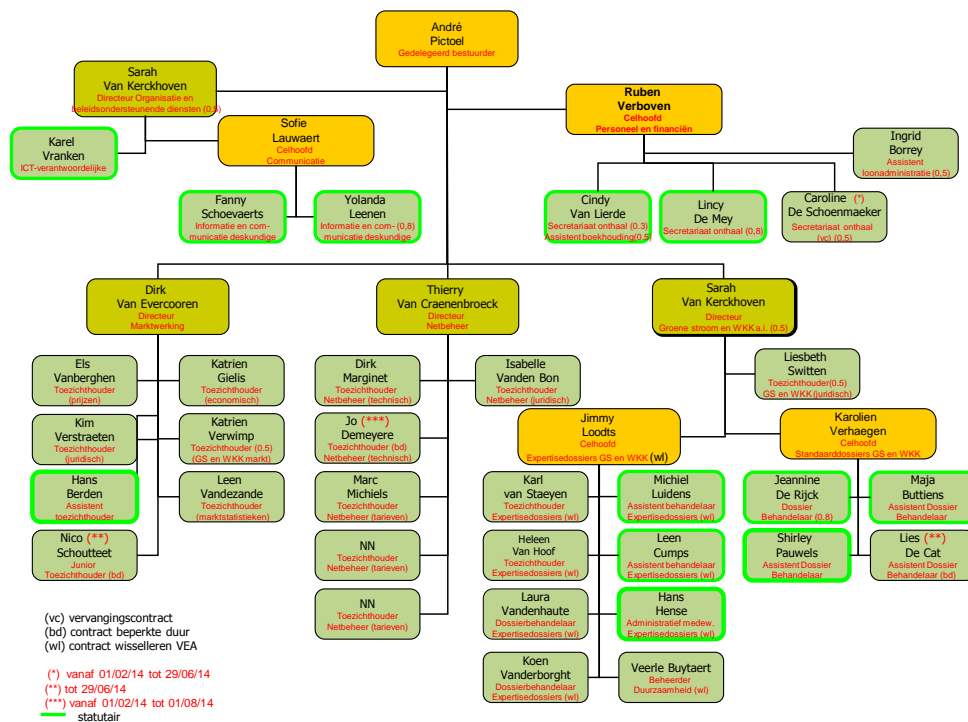 André
Pictoel
Gedelegeerd bestuurder
Sarah
Van Kerckhoven
Directeur Organisatie en
beleidsondersteunende diensten (0,5)
Ruben
Verboven
Celhoofd
Personeel en financiën
Sofie
Lauwaert
Celhoofd
Communicatie
Karel
Vranken
ICT-verantwoordelijke
Ingrid
Borrey
Assistent
loonadministratie (0,5)
Fanny
Schoevaerts
Informatie en com-
municatie deskundige
Yolanda
Leenen
Informatie en com- (0,8)
municatie deskundige
Cindy
Van Lierde
Secretariaat onthaal (0.3)
Assistent boekhouding(0,5)
Lincy
De Mey
Secretariaat onthaal (0,8)
Caroline (*)
De Schoenmaeker
Secretariaat onthaal
(vc) (0,5)
Dirk
Van Evercooren
Directeur
Marktwerking
Thierry
Van Craenenbroeck
Directeur
Netbeheer
Sarah
Van Kerckhoven
Directeur
Groene stroom en WKK a.i. (0.5)
Els
Vanberghen
Toezichthouder
(prijzen)
Katrien
Gielis
Toezichthouder
(economisch)
Kim
Verstraeten
Toezichthouder
(juridisch)
Katrien
Verwimp
Toezichthouder (0.5)
(GS en WKK markt)
Hans
Berden
Assistent
toezichthouder
Leen
Vandezande
Toezichthouder
(marktstatistieken)
Nico (**)
Schoutteet
Junior
Toezichthouder (bd)
Dirk
Marginet
Toezichthouder
Netbeheer (technisch)
Isabelle
Vanden Bon
Toezichthouder
Netbeheer (juridisch)
Jo (***)
Demeyere
Toezichthouder (bd)
Netbeheer (technisch)
Marc
Michiels
Toezichthouder
Netbeheer (tarieven)
NN
Toezichthouder
Netbeheer (tarieven)
NN
Toezichthouder
Netbeheer (tarieven)
Liesbeth
Switten
Toezichthouder(0.5)
GS en WKK(juridisch)
Jimmy
Loodts
Celhoofd
Expertisedossiers GS en WKK (wl)
Karolien
Verhaegen
Celhoofd
Standaarddossiers GS en WKK
Karl
van Staeyen
Toezichthouder
Expertisedossiers (wl)
Michiel
Luidens
Assistent behandelaar
Expertisedossiers (wl)
Heleen
Van Hoof
Toezichthouder
Expertisedossiers (wl)
Leen
Cumps
Assistent behandelaar
Expertisedossiers (wl)
Laura
Vandenhaute
Dossierbehandelaar
Expertisedossiers (wl)
Hans
Hense
Administratief medew.
Expertisedossiers (wl)
Koen
Vanderborght
Dossierbehandelaar
Expertisedossiers (wl)
Veerle Buytaert
Beheerder
Duurzaamheid (wl)
Jeannine
De Rijck
Dossier
Behandelaar (0.8)
Maja
Buttiens
Assistent Dossier
Behandelaar
Shirley
Pauwels
Assistent Dossier
Behandelaar
Lies (**)
De Cat
Assistent Dossier
Behandelaar (bd)
(vc) vervangingscontract
(bd) contract beperkte duur
(wl) contract wisselleren VEA
(*) vanaf 01/02/14 tot 29/06/14
(**) tot 29/06/14
(***) vanaf 01/02/14 tot 01/08/14
statutair